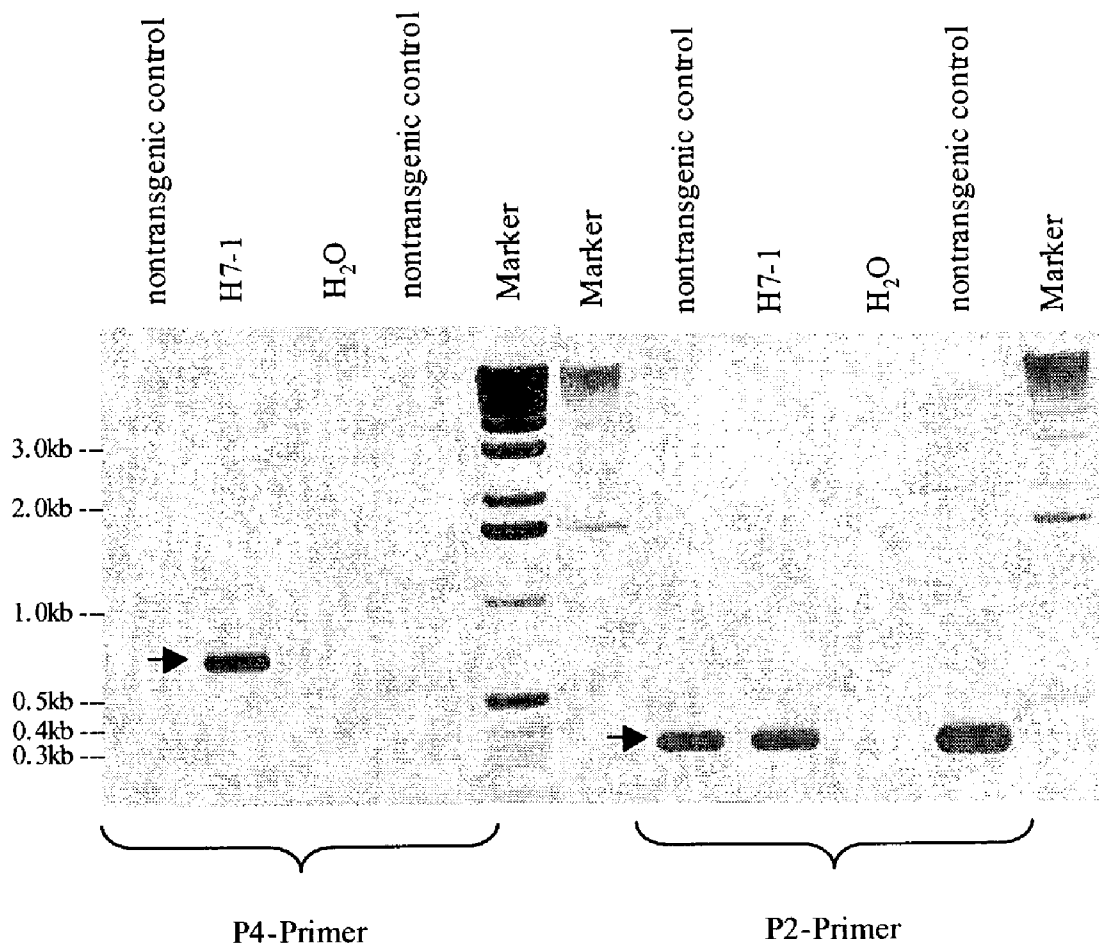 nontransgenic control
H7-1
H₂O
nontransgenic control
Marker
Marker
nontransgenic control
H7-1
H₂O
nontransgenic control
Marker
3.0kb ---
2.0kb ---
1.0kb ---
0.5kb ---
0.4kb ---
0.3kb ---
P4-Primer
P2-Primer